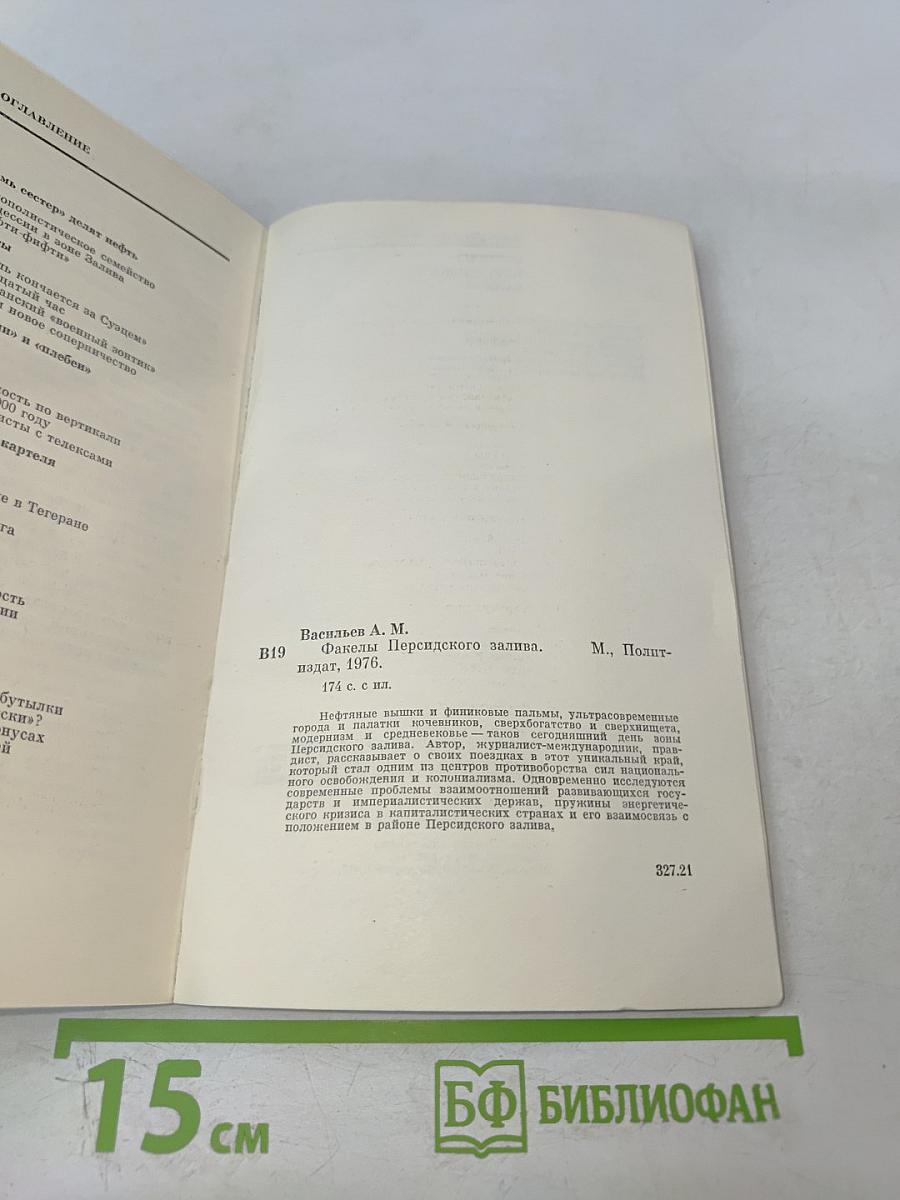 ОГЛАВЛЕНИЕ
сестер» делят нефть
семейство
в зоне Залива
кончается за Суэцем»
час
«военный зонтик»
новое соперничество
и «плебеи»
по вертикали
году
с телексами
картеля
в Тегеране
бутылки
Васильев А. М.
В19 Факелы Персидского залива. М., Полит-
издат, 1976.
174 с. с ил.
Нефтяные вышки и финиковые пальмы, ультрасовременные
города и палатки кочевников, сверхбогатство и сверхнищета,
модернизм и средневековье — таков сегодняшний день зоны
Персидского залива. Автор, журналист-международник, прав-
дист, рассказывает о своих поездках в этот уникальный край,
который стал одним из центров противоборства сил националь-
ного освобождения и колониализма. Одновременно исследуются
современные проблемы взаимоотношений развивающихся госу-
дарств и империалистических держав, пружины энергетиче-
ского кризиса в капиталистических странах и его взаимосвязь с
положением в районе Персидского залива.
327.21
15 см
БФ БИБЛИОФАН